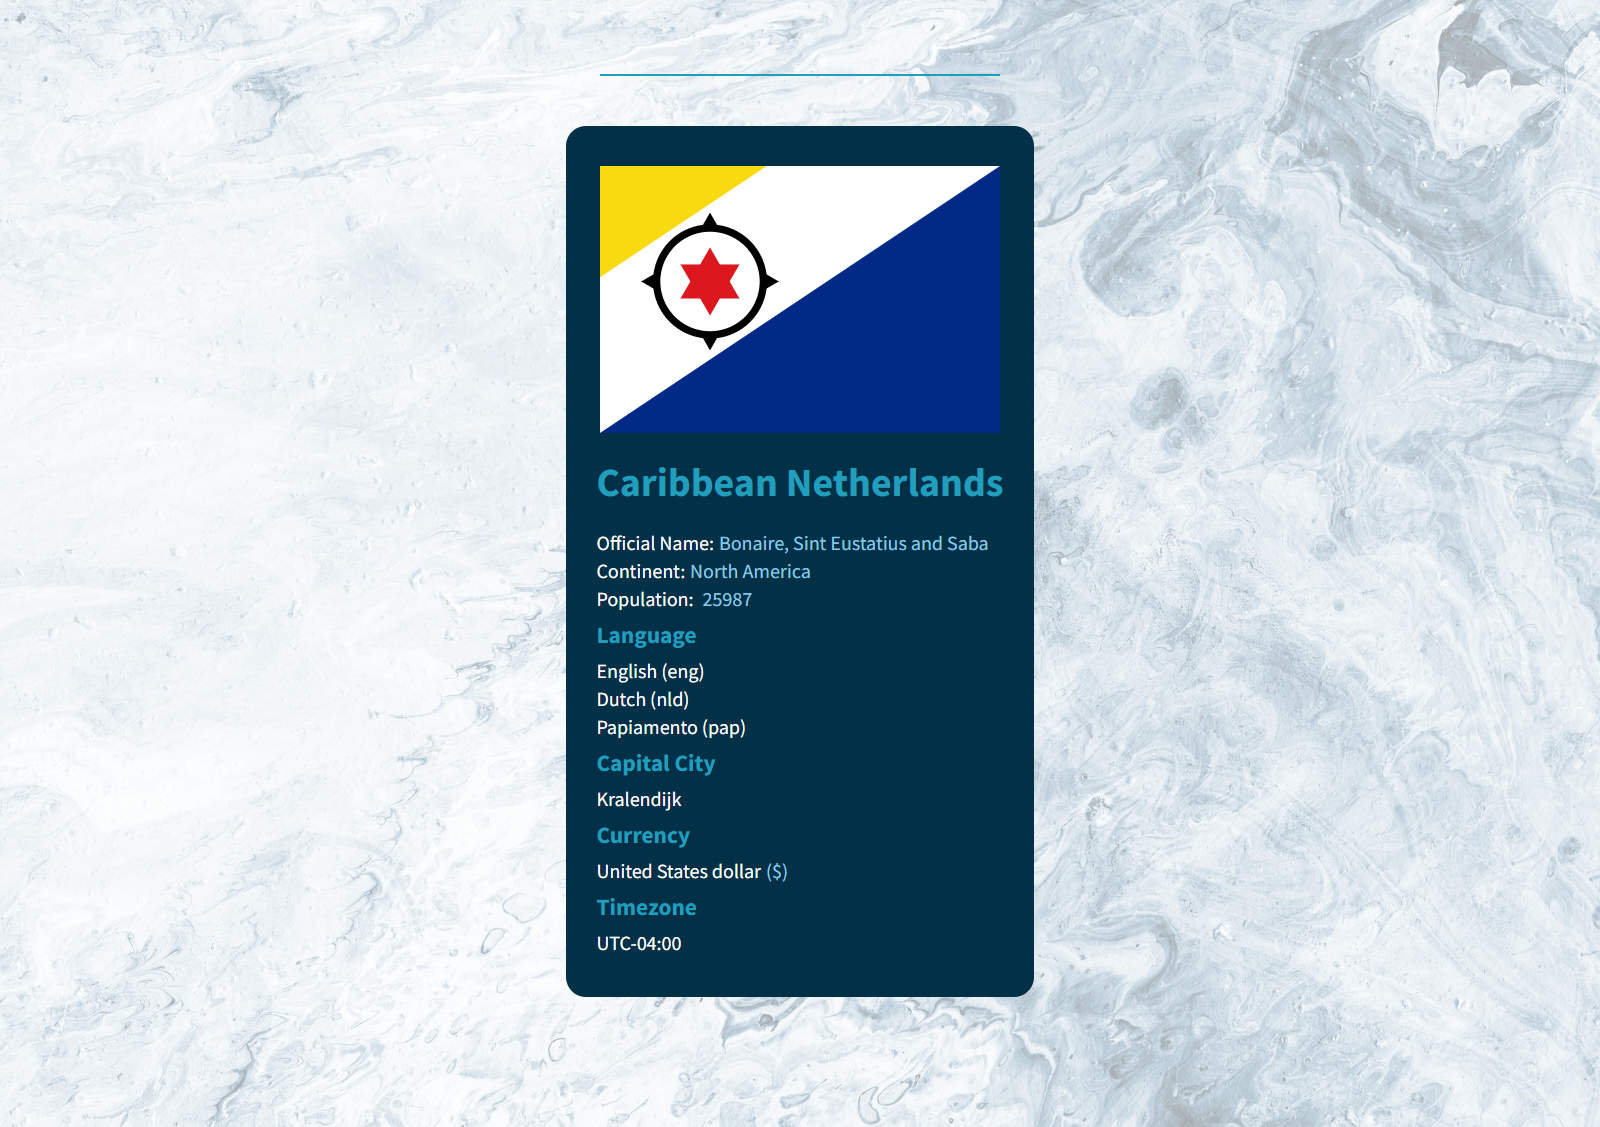 Caribbean Netherlands
Official Name: Bonaire, Sint Eustatius and Saba
Continent: North America
Population: 25987
Language
English (eng)
Dutch (nld)
Papiamento (pap)
Capital City
Kralendijk
Currency
United States dollar ($)
Timezone
UTC-04:00